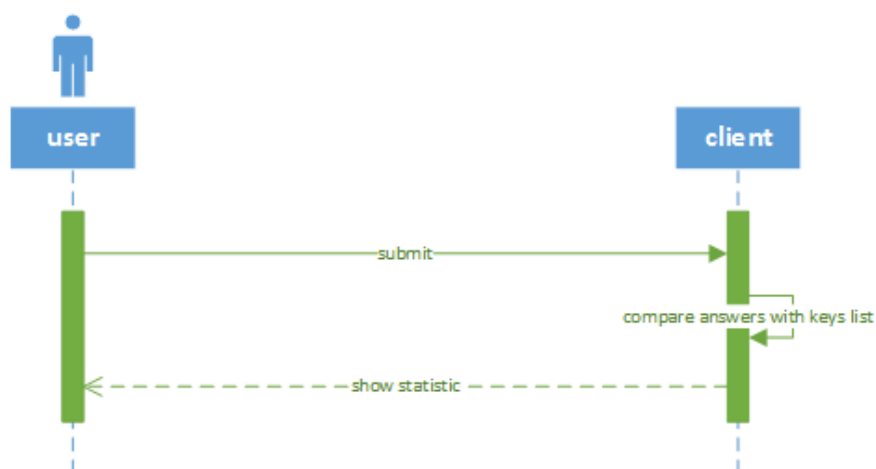 user
client
submit
compare answers with keys list
show statistic